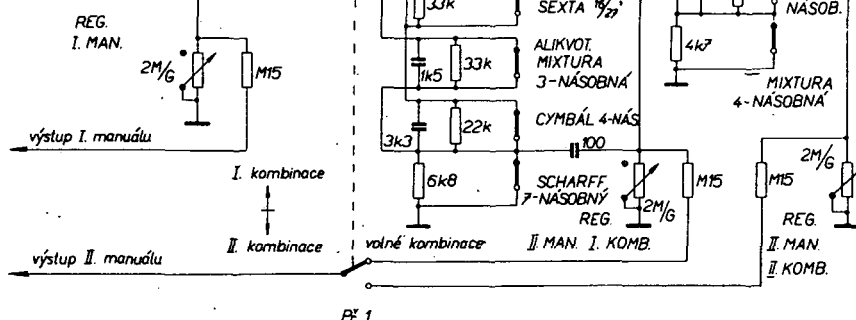 33k
SEXTA 16/27'
NÁSOB.
REG.
I. MAN.
4k7
ALIKVOT.
MIXTURA
3-NÁSOBNÁ
2M/G
M15
1k5
33k
MIXTURA
4-NÁSOBNÁ
CYMBÁL 4-NÁS.
3k3
22k
výstup I. manuálu
100
2M/G
I. kombinace
6k8
SCHARFF
7-NÁSOBNÝ
M15
M15
2M/G
REG.
II. MAN. I. KOMB.
REG.
II. MAN.
II. KOMB.
II. kombinace
volné kombinace
výstup II. manuálu
Př. 1